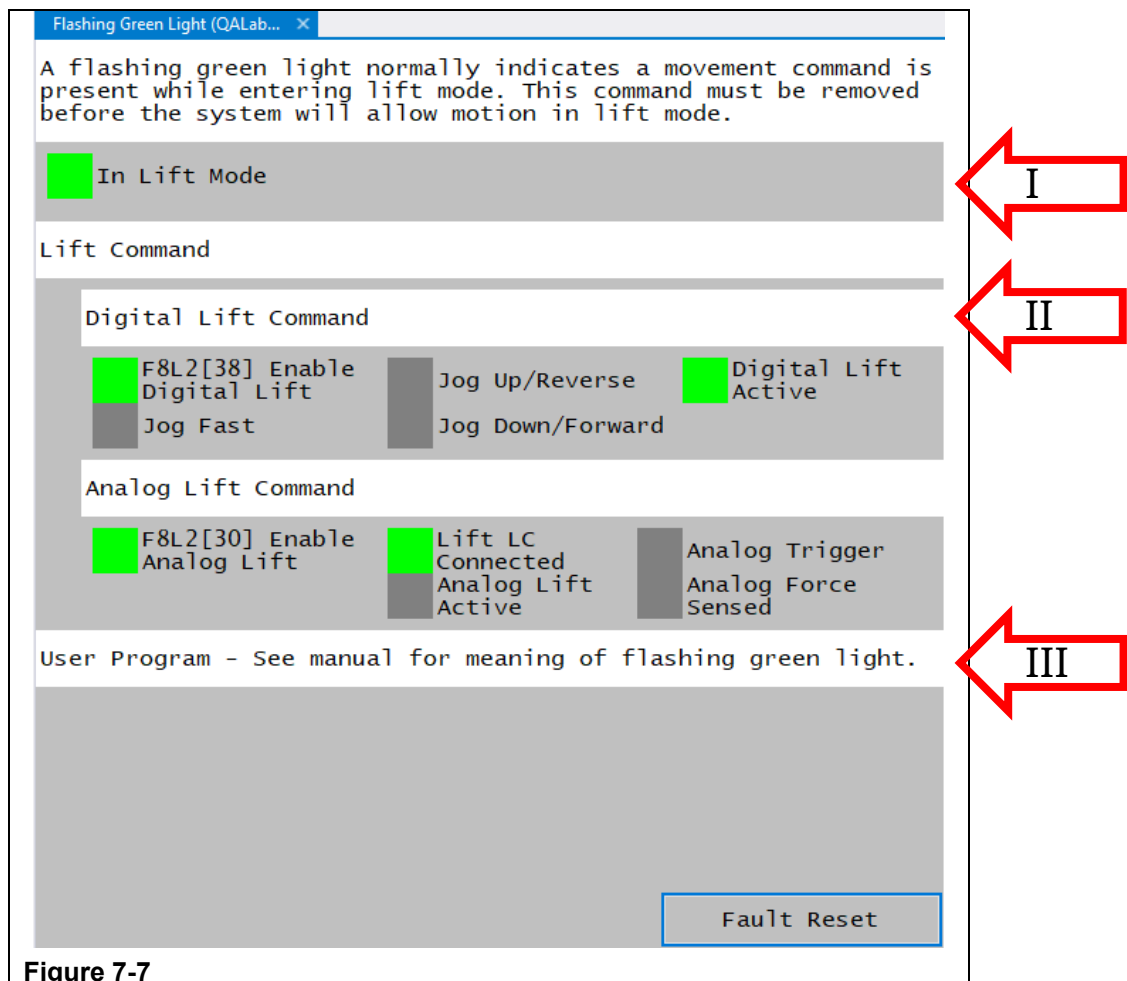 Flashing Green Light (QALab... ×
A flashing green light normally indicates a movement command is
present while entering lift mode. This command must be removed
before the system will allow motion in lift mode.
In Lift Mode
I
Lift Command
Digital Lift Command
II
F8L2[38] Enable
Digital Lift
Jog Up/Reverse
Digital Lift
Active
Jog Fast
Jog Down/Forward
Analog Lift Command
F8L2[30] Enable
Analog Lift
Lift LC
Connected
Analog Trigger
Analog Lift
Active
Analog Force
Sensed
User Program - See manual for meaning of flashing green light.
III
Fault Reset
Figure 7-7